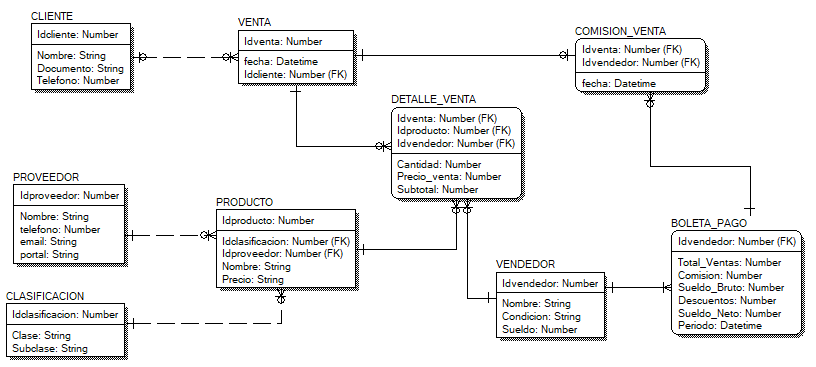 CLIENTE
Idcliente: Number
Nombre: String
Documento: String
Telefono: Number
VENTA
Idventa: Number
fecha: Datetime
Idcliente: Number (FK)
COMISION_VENTA
Idventa: Number (FK)
Idvendedor: Number (FK)
fecha: Datetime
DETALLE_VENTA
Idventa: Number (FK)
Idproducto: Number (FK)
Idvendedor: Number (FK)
Cantidad: Number
Precio_venta: Number
Subtotal: Number
PROVEEDOR
Idproveedor: Number
Nombre: String
telefono: Number
email: String
portal: String
PRODUCTO
Idproducto: Number
Idclasificacion: Number (FK)
Idproveedor: Number (FK)
Nombre: String
Precio: String
BOLETA_PAGO
Idvendedor: Number (FK)
Total_Ventas: Number
Comision: Number
Sueldo_Bruto: Number
Descuentos: Number
Sueldo_Neto: Number
Periodo: Datetime
VENDEDOR
Idvendedor: Number
Nombre: String
Condicion: String
Sueldo: Number
CLASIFICACION
Idclasificacion: Number
Clase: String
Subclase: String